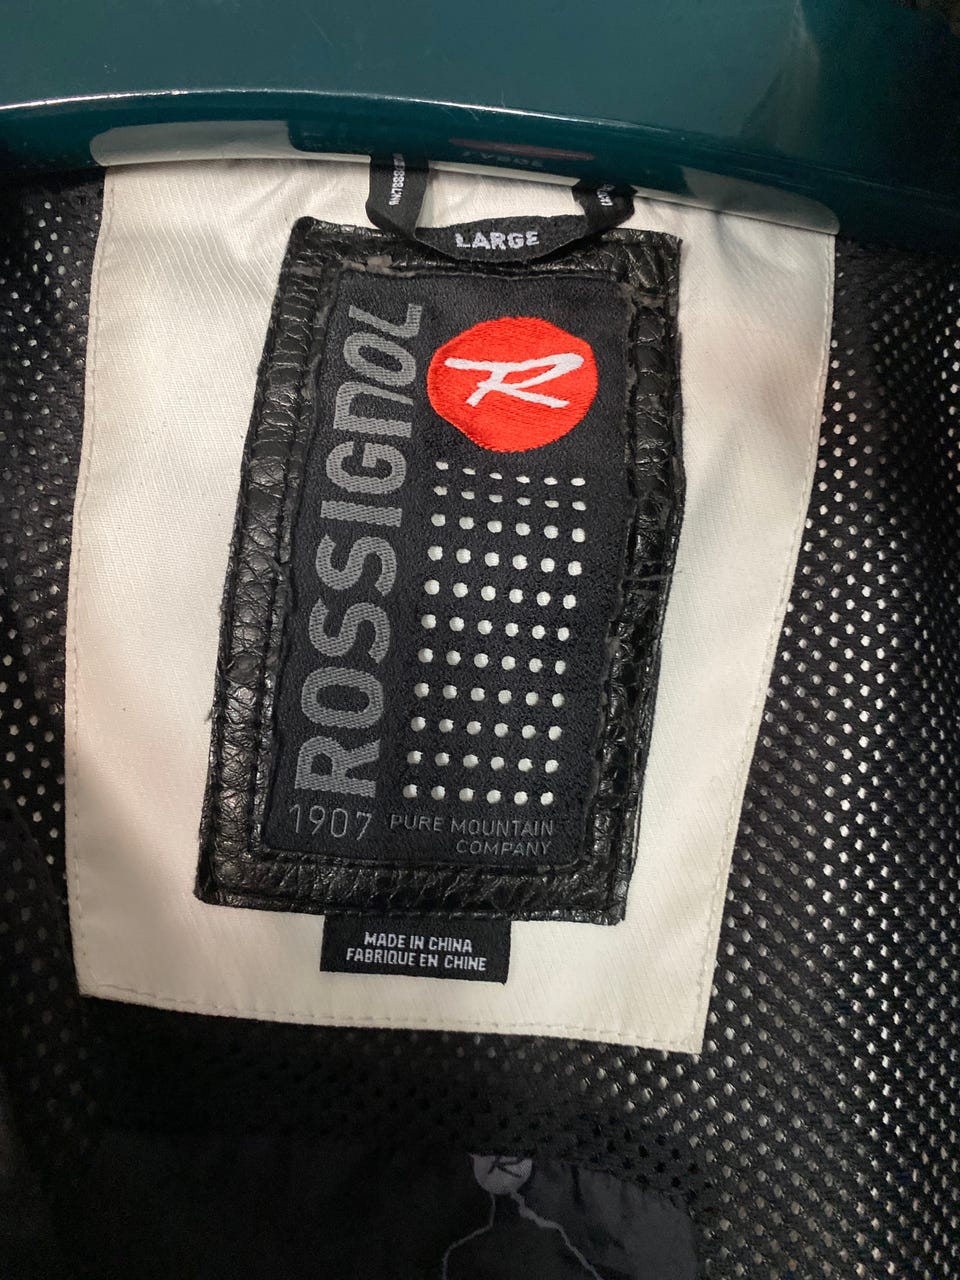 LARGE
R
ROSSIGNOL
1907
PURE MOUNTAIN
COMPANY
MADE IN CHINA
FABRIQUE EN CHINE
R